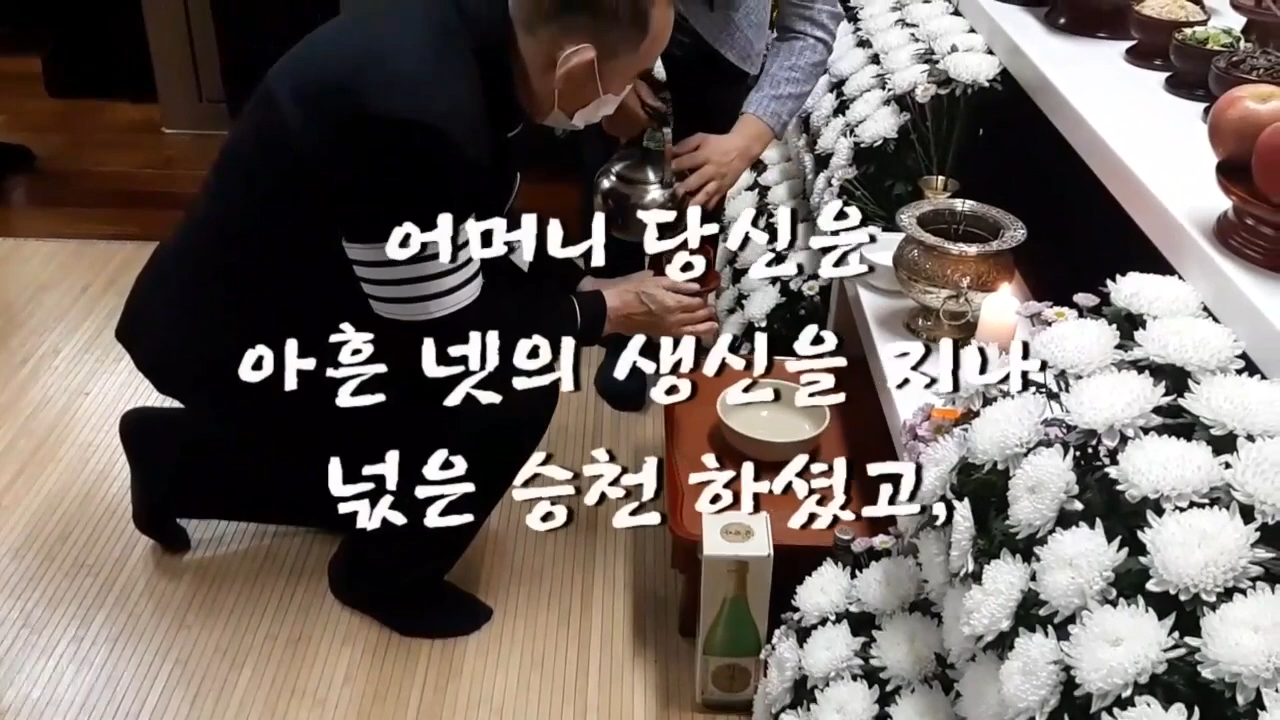 어머니 당신은
아흔 넷의 생신을 지나
넋은 승천 하셨고,